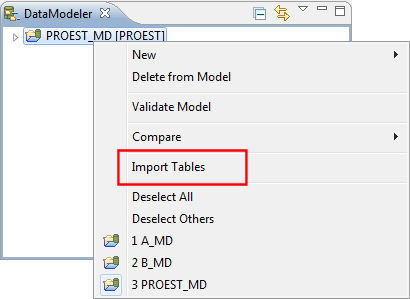 DataModeler
PROEST_MD [PROEST]
New
Delete from Model
Validate Model
Compare
Import Tables
Deselect All
Deselect Others
1 A_MD
2 B_MD
3 PROEST_MD